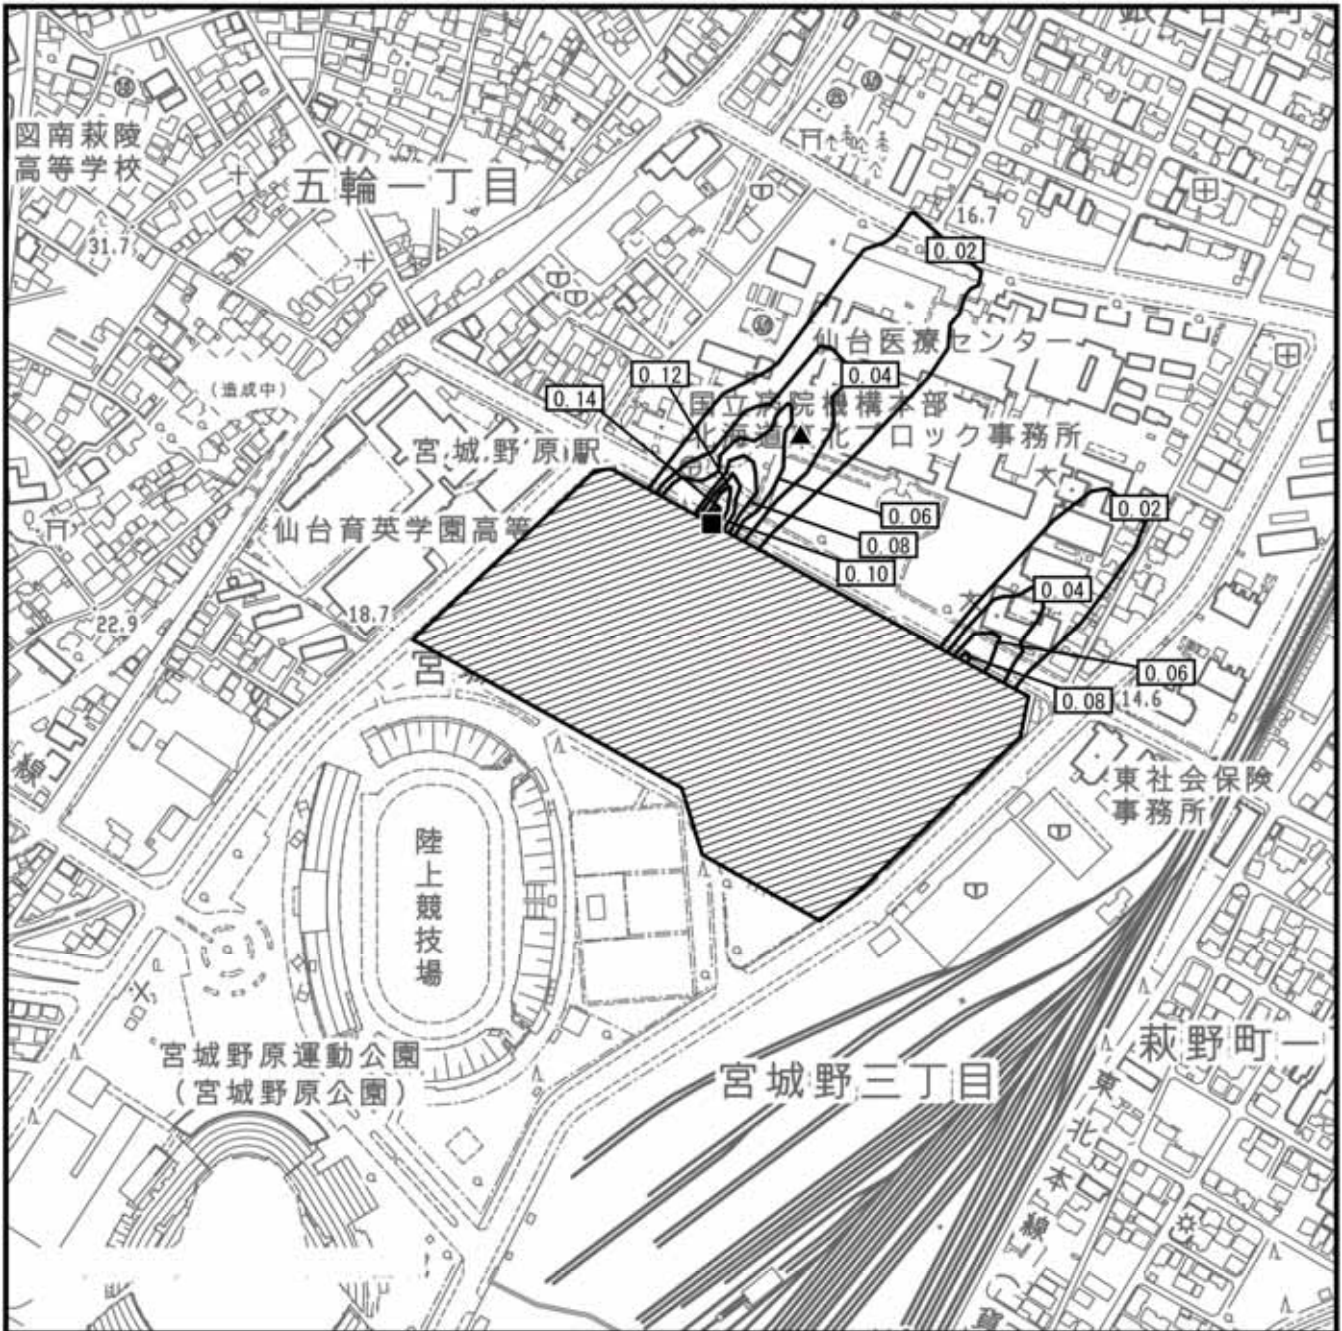 図南萩陵
高等学校
五輪一丁目
31.7
16.7
0.02
仙台医療センター
0.12
0.04
0.14
(造成中)
国立病院機構本部
北海道東北ブロック事務所
宮城野原駅
0.02
0.06
仙台育英学園高等
0.08
0.10
0.04
18.7
22.9
宮
0.06
0.08
14.6
線
東社会保険
事務所
陸上競技場
宮城野原運動公園
(宮城野原公園)
宮城野三丁目
萩野町一
東北本線